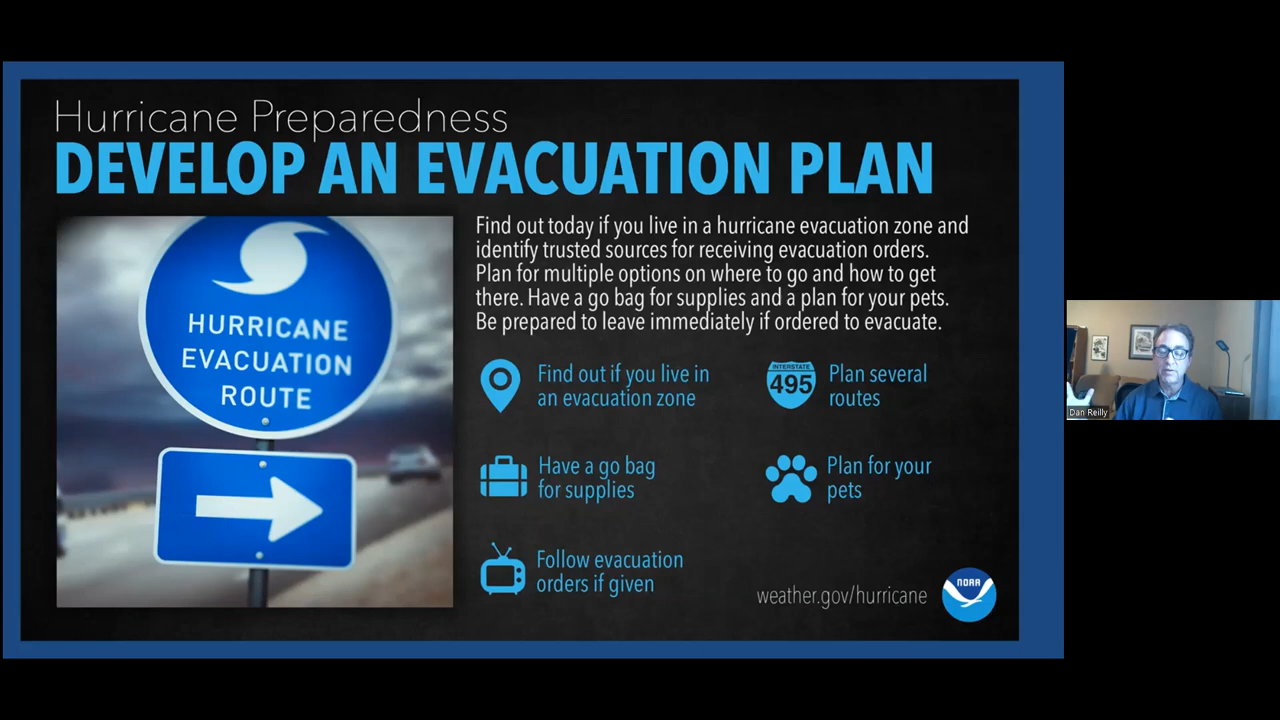 Hurricane Preparedness
DEVELOP AN EVACUATION PLAN
HURRICANE
EVACUATION
ROUTE
Find out today if you live in a hurricane evacuation zone and
identify trusted sources for receiving evacuation orders.
Plan for multiple options on where to go and how to get
there. Have a go bag for supplies and a plan for your pets.
Be prepared to leave immediately if ordered to evacuate.
Find out if you live in
an evacuation zone
INTERSTATE
495
Plan several
routes
Have a go bag
for supplies
Plan for your
pets
Follow evacuation
orders if given
weather.gov/hurricane
NOAA
Dan Reilly